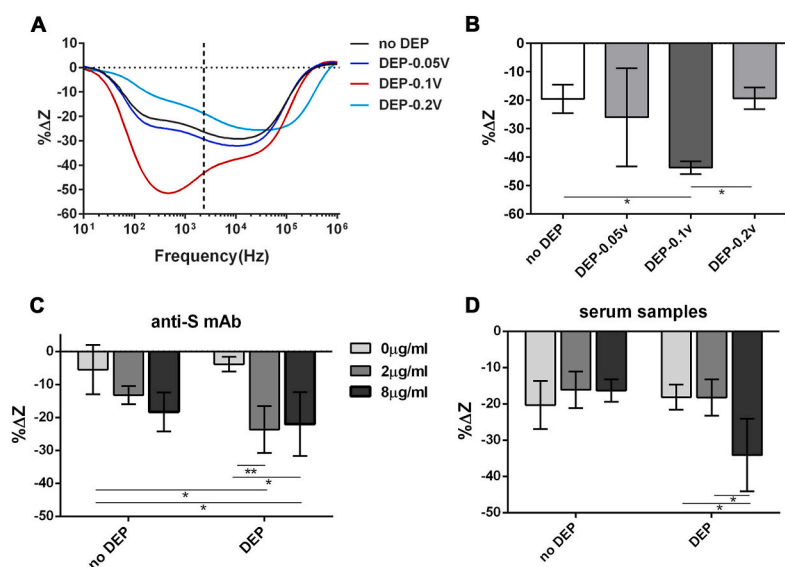 A
no DEP
DEP-0.05V
DEP-0.1V
DEP-0.2V
10
0
-10
-20
-30
-40
-50
-60
%ΔZ
10¹ 10² 10³ 10⁴ 10⁵ 10⁶
Frequency(Hz)
B
0
-20
-30
-40
-50
-60
%ΔZ
*
*
no DEP
DEP-0.05v
DEP-0.1v
DEP-0.2v
C
anti-S mAb
10
0
-10
-20
-30
-40
-50
%ΔZ
**
*
*
*
no DEP
DEP
0μg/ml
2μg/ml
8μg/ml
D
serum samples
0
-10
-20
-30
-40
-50
%ΔZ
*
*
no DEP
DEP